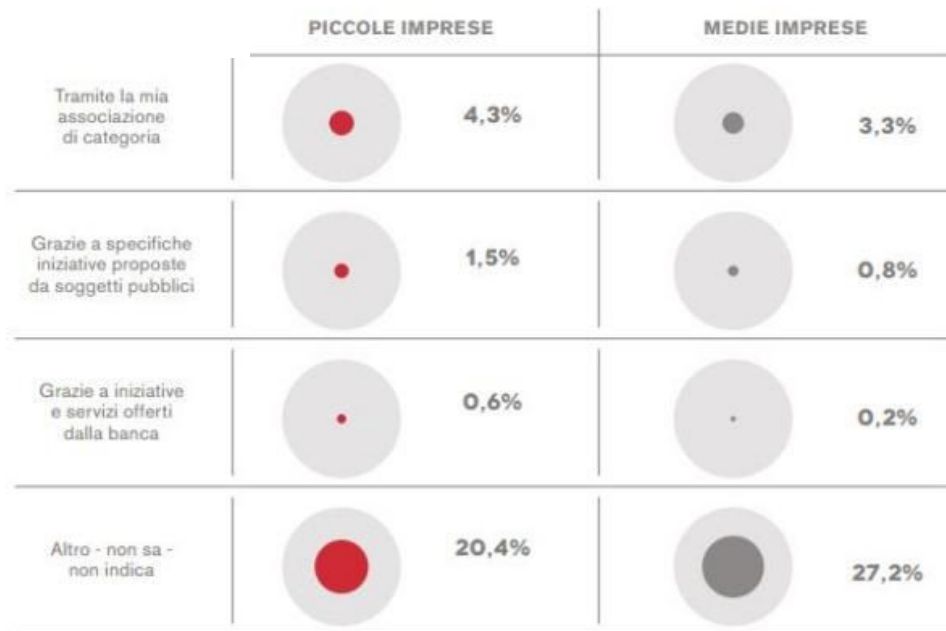 PICCOLE IMPRESE
MEDIE IMPRESE
Tramite la mia
associazione
di categoria
4,3%
3,3%
Grazie a specifiche
iniziative proposte
da soggetti pubblici
1,5%
0,8%
Grazie a iniziative
e servizi offerti
dalla banca
0,6%
0,2%
Altro - non sa -
non indica
20,4%
27,2%